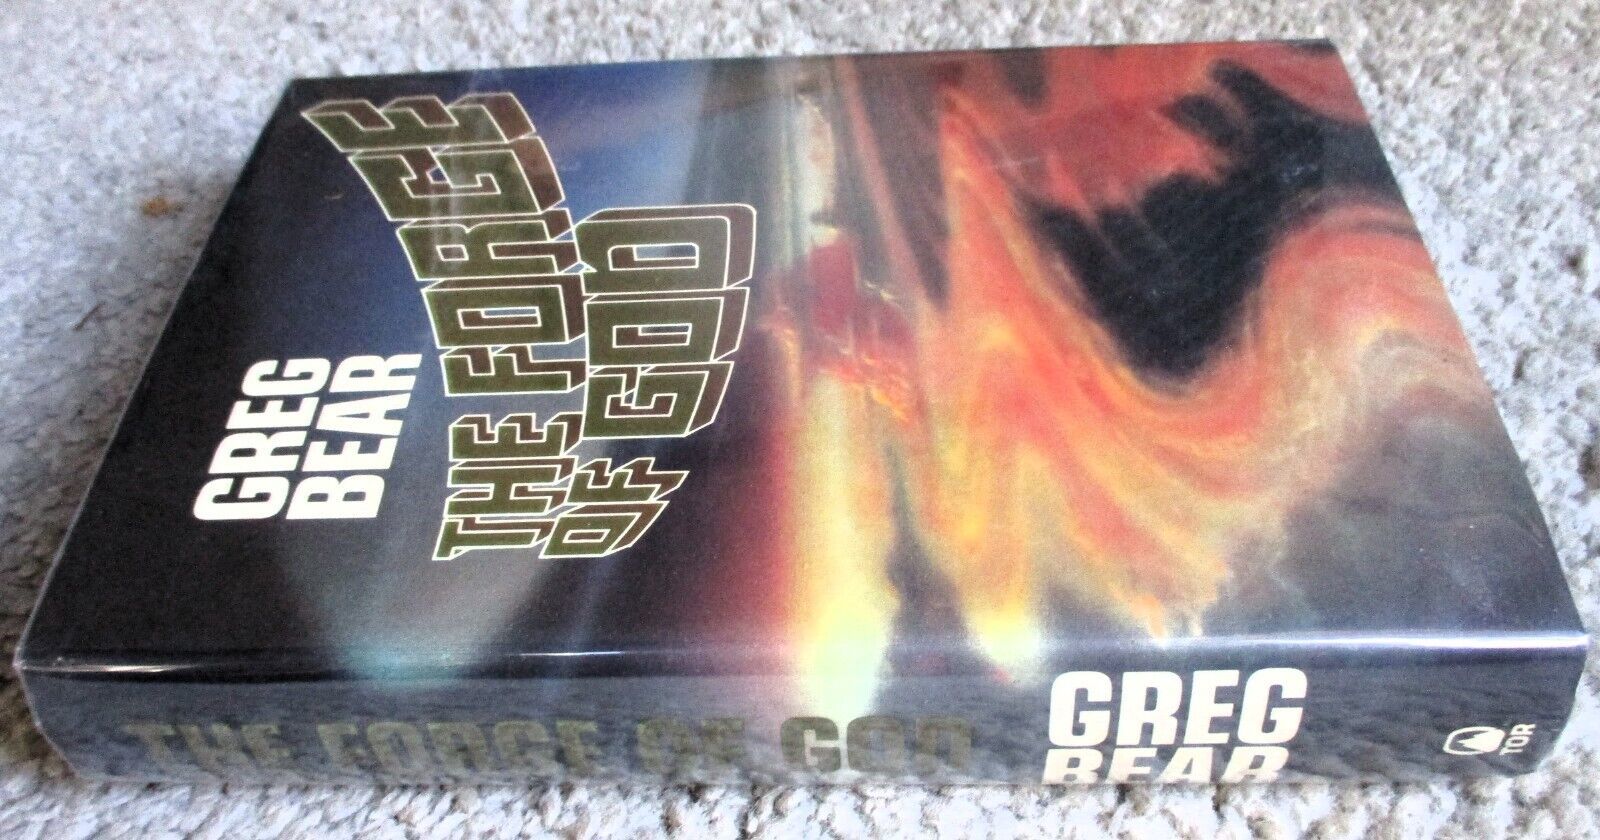 GREG
BEAR
THE FORGE
OF GOD
THE FORGE OF GOD
GREG
BEAR
TOR